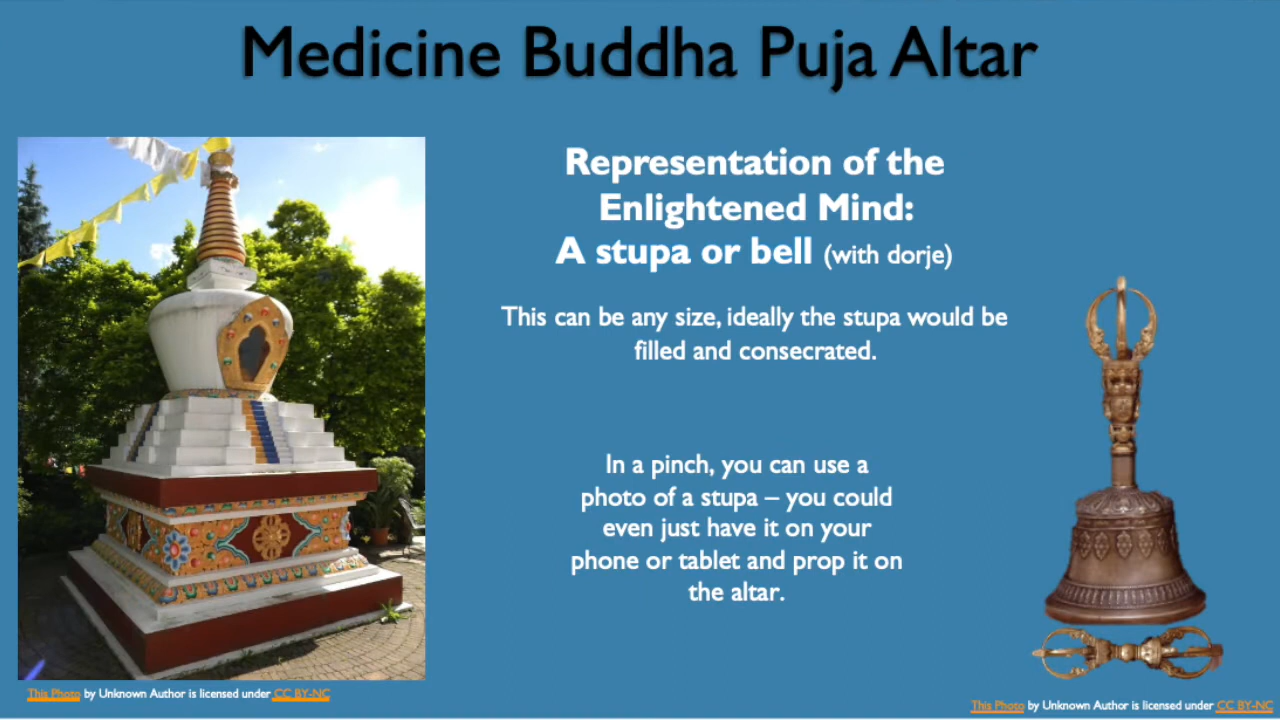 Medicine Buddha Puja Altar
Representation of the
Enlightened Mind:
A stupa or bell (with dorje)
This can be any size, ideally the stupa would be
filled and consecrated.
In a pinch, you can use a
photo of a stupa – you could
even just have it on your
phone or tablet and prop it on
the altar.
This Photo by Unknown Author is licensed under CC BY-NC
This Photo by Unknown Author is licensed under CC BY-NC